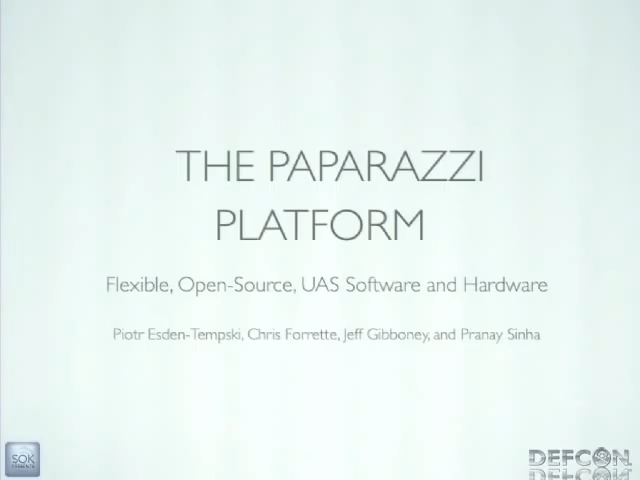 THE PAPARAZZI
PLATFORM
Flexible, Open-Source, UAS Software and Hardware
Piotr Esden-Tempski, Chris Forrette, Jeff Gibboney, and Pranay Sinha
SOK
DEFCON